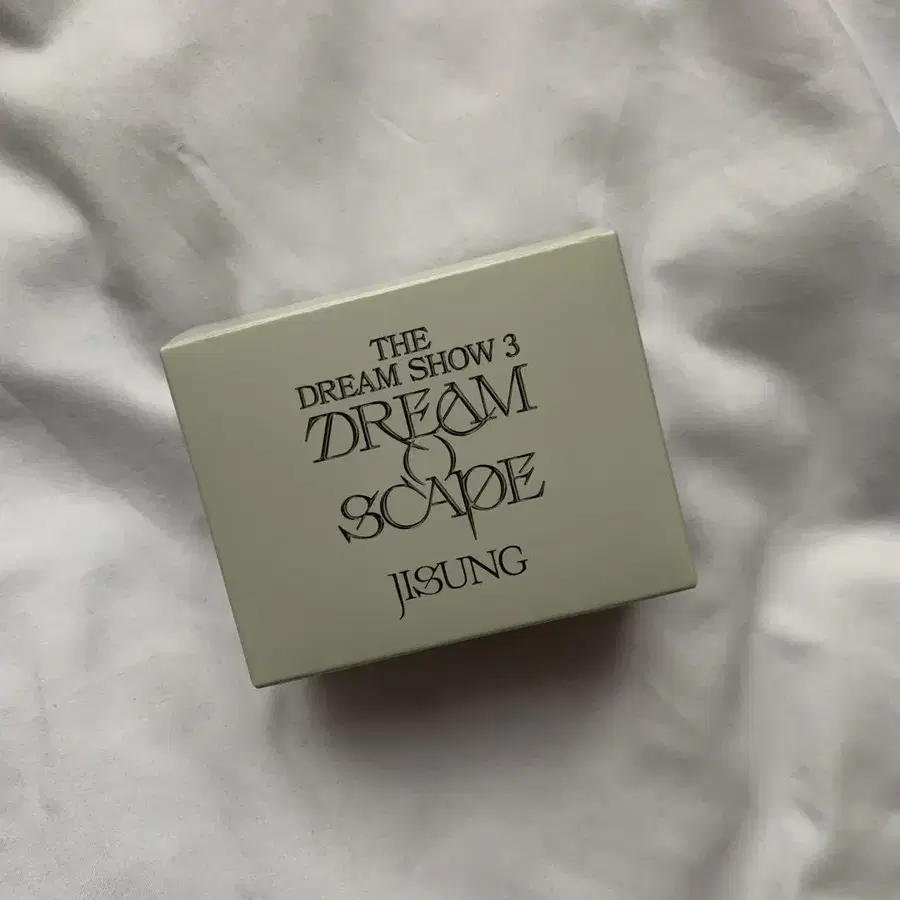 THE
DREAM SHOW 3
DREAM
( )
SCAPE
JISUNG